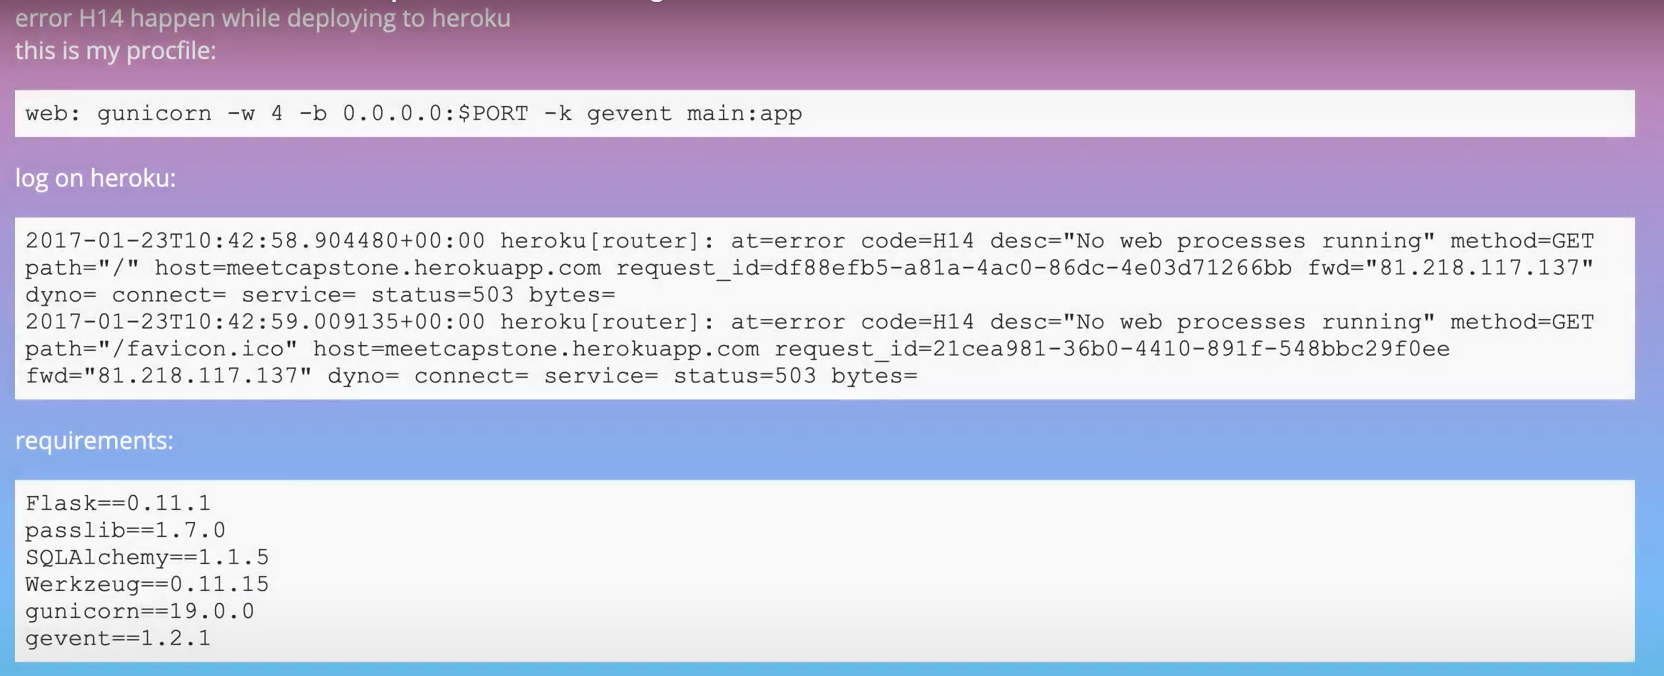 error H14 happen while deploying to heroku
this is my procfile:
web: gunicorn -w 4 -b 0.0.0.0:$PORT -k gevent main:app
log on heroku:
2017-01-23T10:42:58.904480+00:00 heroku[router]: at=error code=H14 desc="No web processes running" method=GET
path="/" host=meetcapstone.herokuapp.com request_id=df88efb5-a81a-4ac0-86dc-4e03d71266bb fwd="81.218.117.137"
dyno= connect= service= status=503 bytes=
2017-01-23T10:42:59.009135+00:00 heroku[router]: at=error code=H14 desc="No web processes running" method=GET
path="/favicon.ico" host=meetcapstone.herokuapp.com request_id=21cea981-36b0-4410-891f-548bbc29f0ee
fwd="81.218.117.137" dyno= connect= service= status=503 bytes=
requirements:
Flask==0.11.1
passlib==1.7.0
SQLAlchemy==1.1.5
Werkzeug==0.11.15
gunicorn==19.0.0
gevent==1.2.1